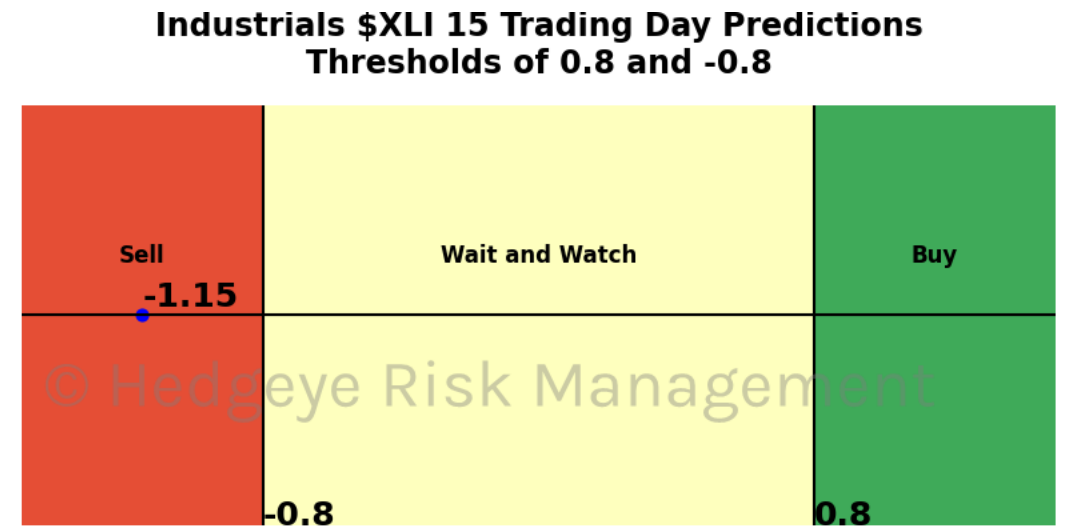 Industrials $XLI 15 Trading Day Predictions
Thresholds of 0.8 and -0.8
Sell
Wait and Watch
Buy
-1.15
© Hedgeye Risk Management
-0.8
0.8